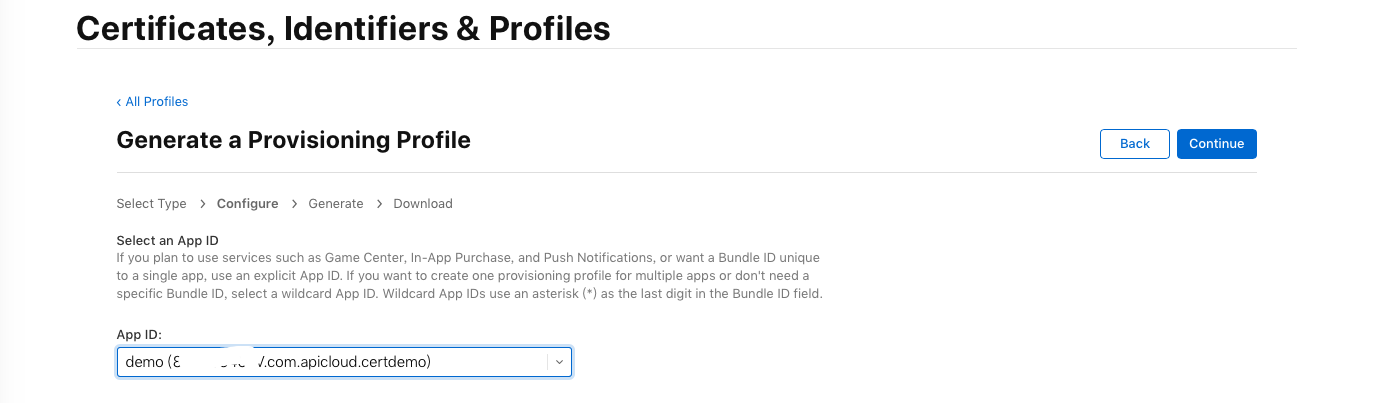 Certificates, Identifiers & Profiles
‹ All Profiles
Generate a Provisioning Profile
Back
Continue
Select Type > Configure > Generate > Download
Select an App ID
If you plan to use services such as Game Center, In-App Purchase, and Push Notifications, or want a Bundle ID unique
to a single app, use an explicit App ID. If you want to create one provisioning profile for multiple apps or don't need a
specific Bundle ID, select a wildcard App ID. Wildcard App IDs use an asterisk (*) as the last digit in the Bundle ID field.
App ID:
demo ( .com.apicloud.certdemo)